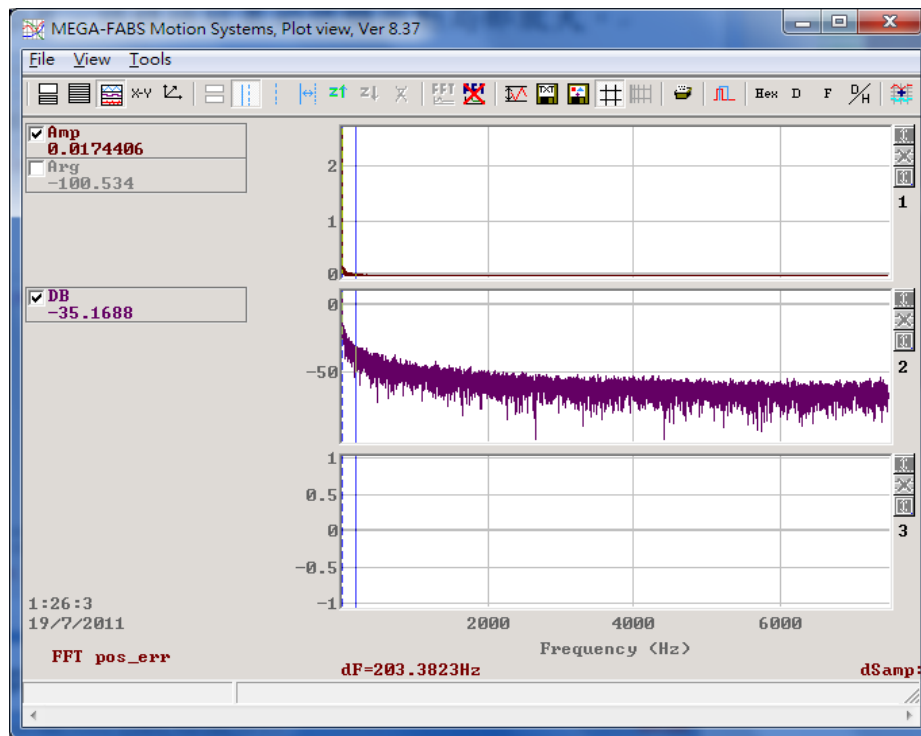 MEGA-FABS Motion Systems, Plot view, Ver 8.37
File View Tools
X-Y FFT TXT Hex D F D/H
Amp
0.0174406
Arg
-100.534
2
1
0
1
DB
-35.1688
0
-50
2
1
0.5
0
-0.5
-1
3
1:26:3
19/7/2011
2000 4000 6000
Frequency (Hz)
FFT pos_err
dF=203.3823Hz
dSamp: